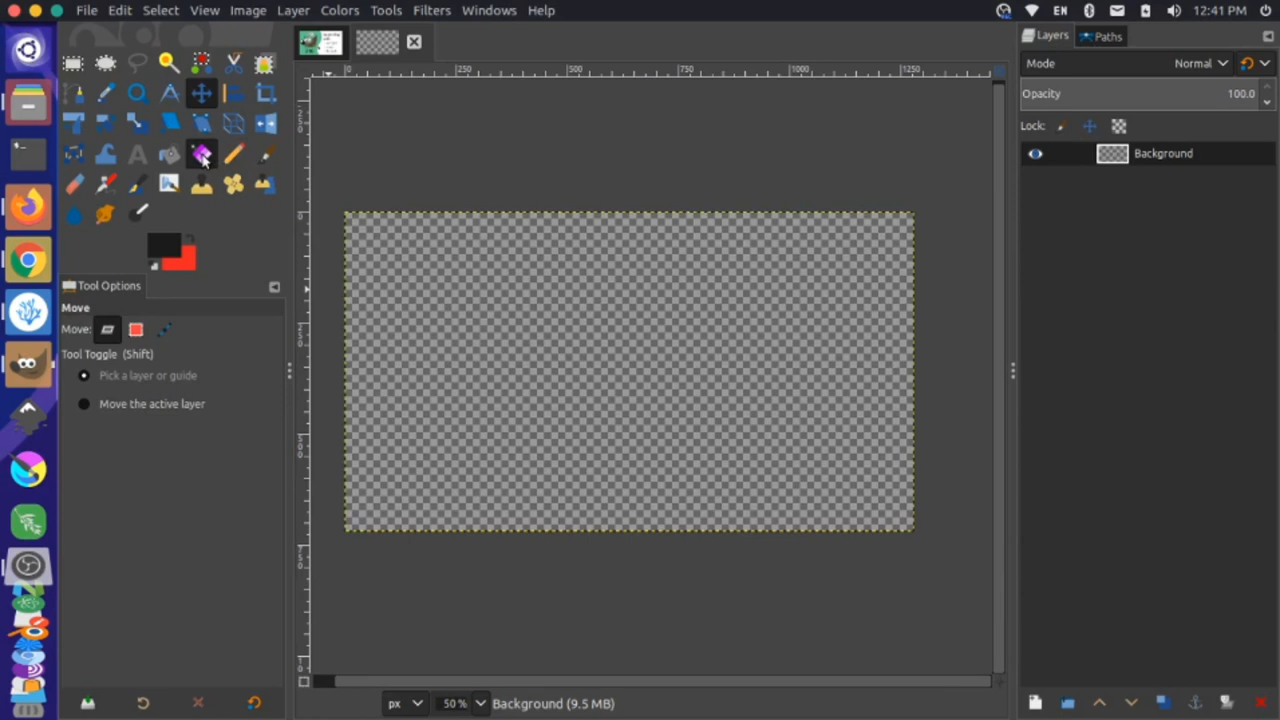 File Edit Select View Image Layer Colors Tools Filters Windows Help EN 12:41 PM
Layers Paths
Mode Normal
Opacity 100.0
Lock:
Background
0 250 500 750 1000 1250
Tool Options
Move
Move:
Tool Toggle (Shift)
Pick a layer or guide
Move the active layer
px 50% Background (9.5 MB)